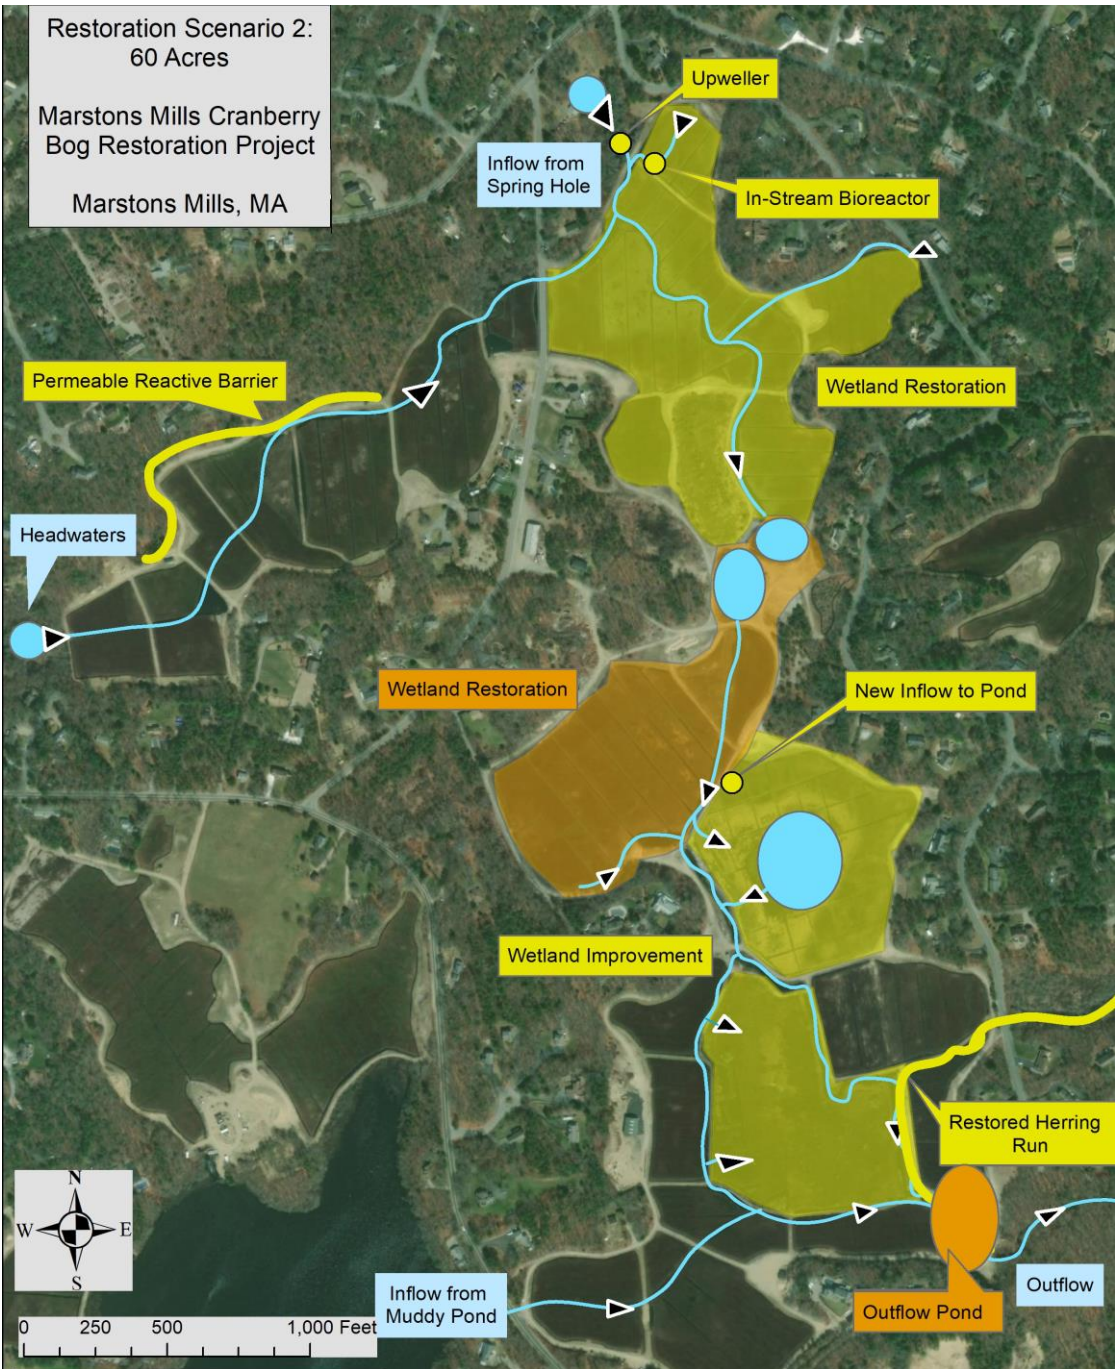 Restoration Scenario 2:
60 Acres
Marstons Mills Cranberry
Bog Restoration Project
Marstons Mills, MA
Upweller
Inflow from
Spring Hole
In-Stream Bioreactor
Permeable Reactive Barrier
Wetland Restoration
Headwaters
Wetland Restoration
New Inflow to Pond
Wetland Improvement
Restored Herring
Run
N
W
E
S
Inflow from
Muddy Pond
Outflow
Outflow Pond
0 250 500 1,000 Feet